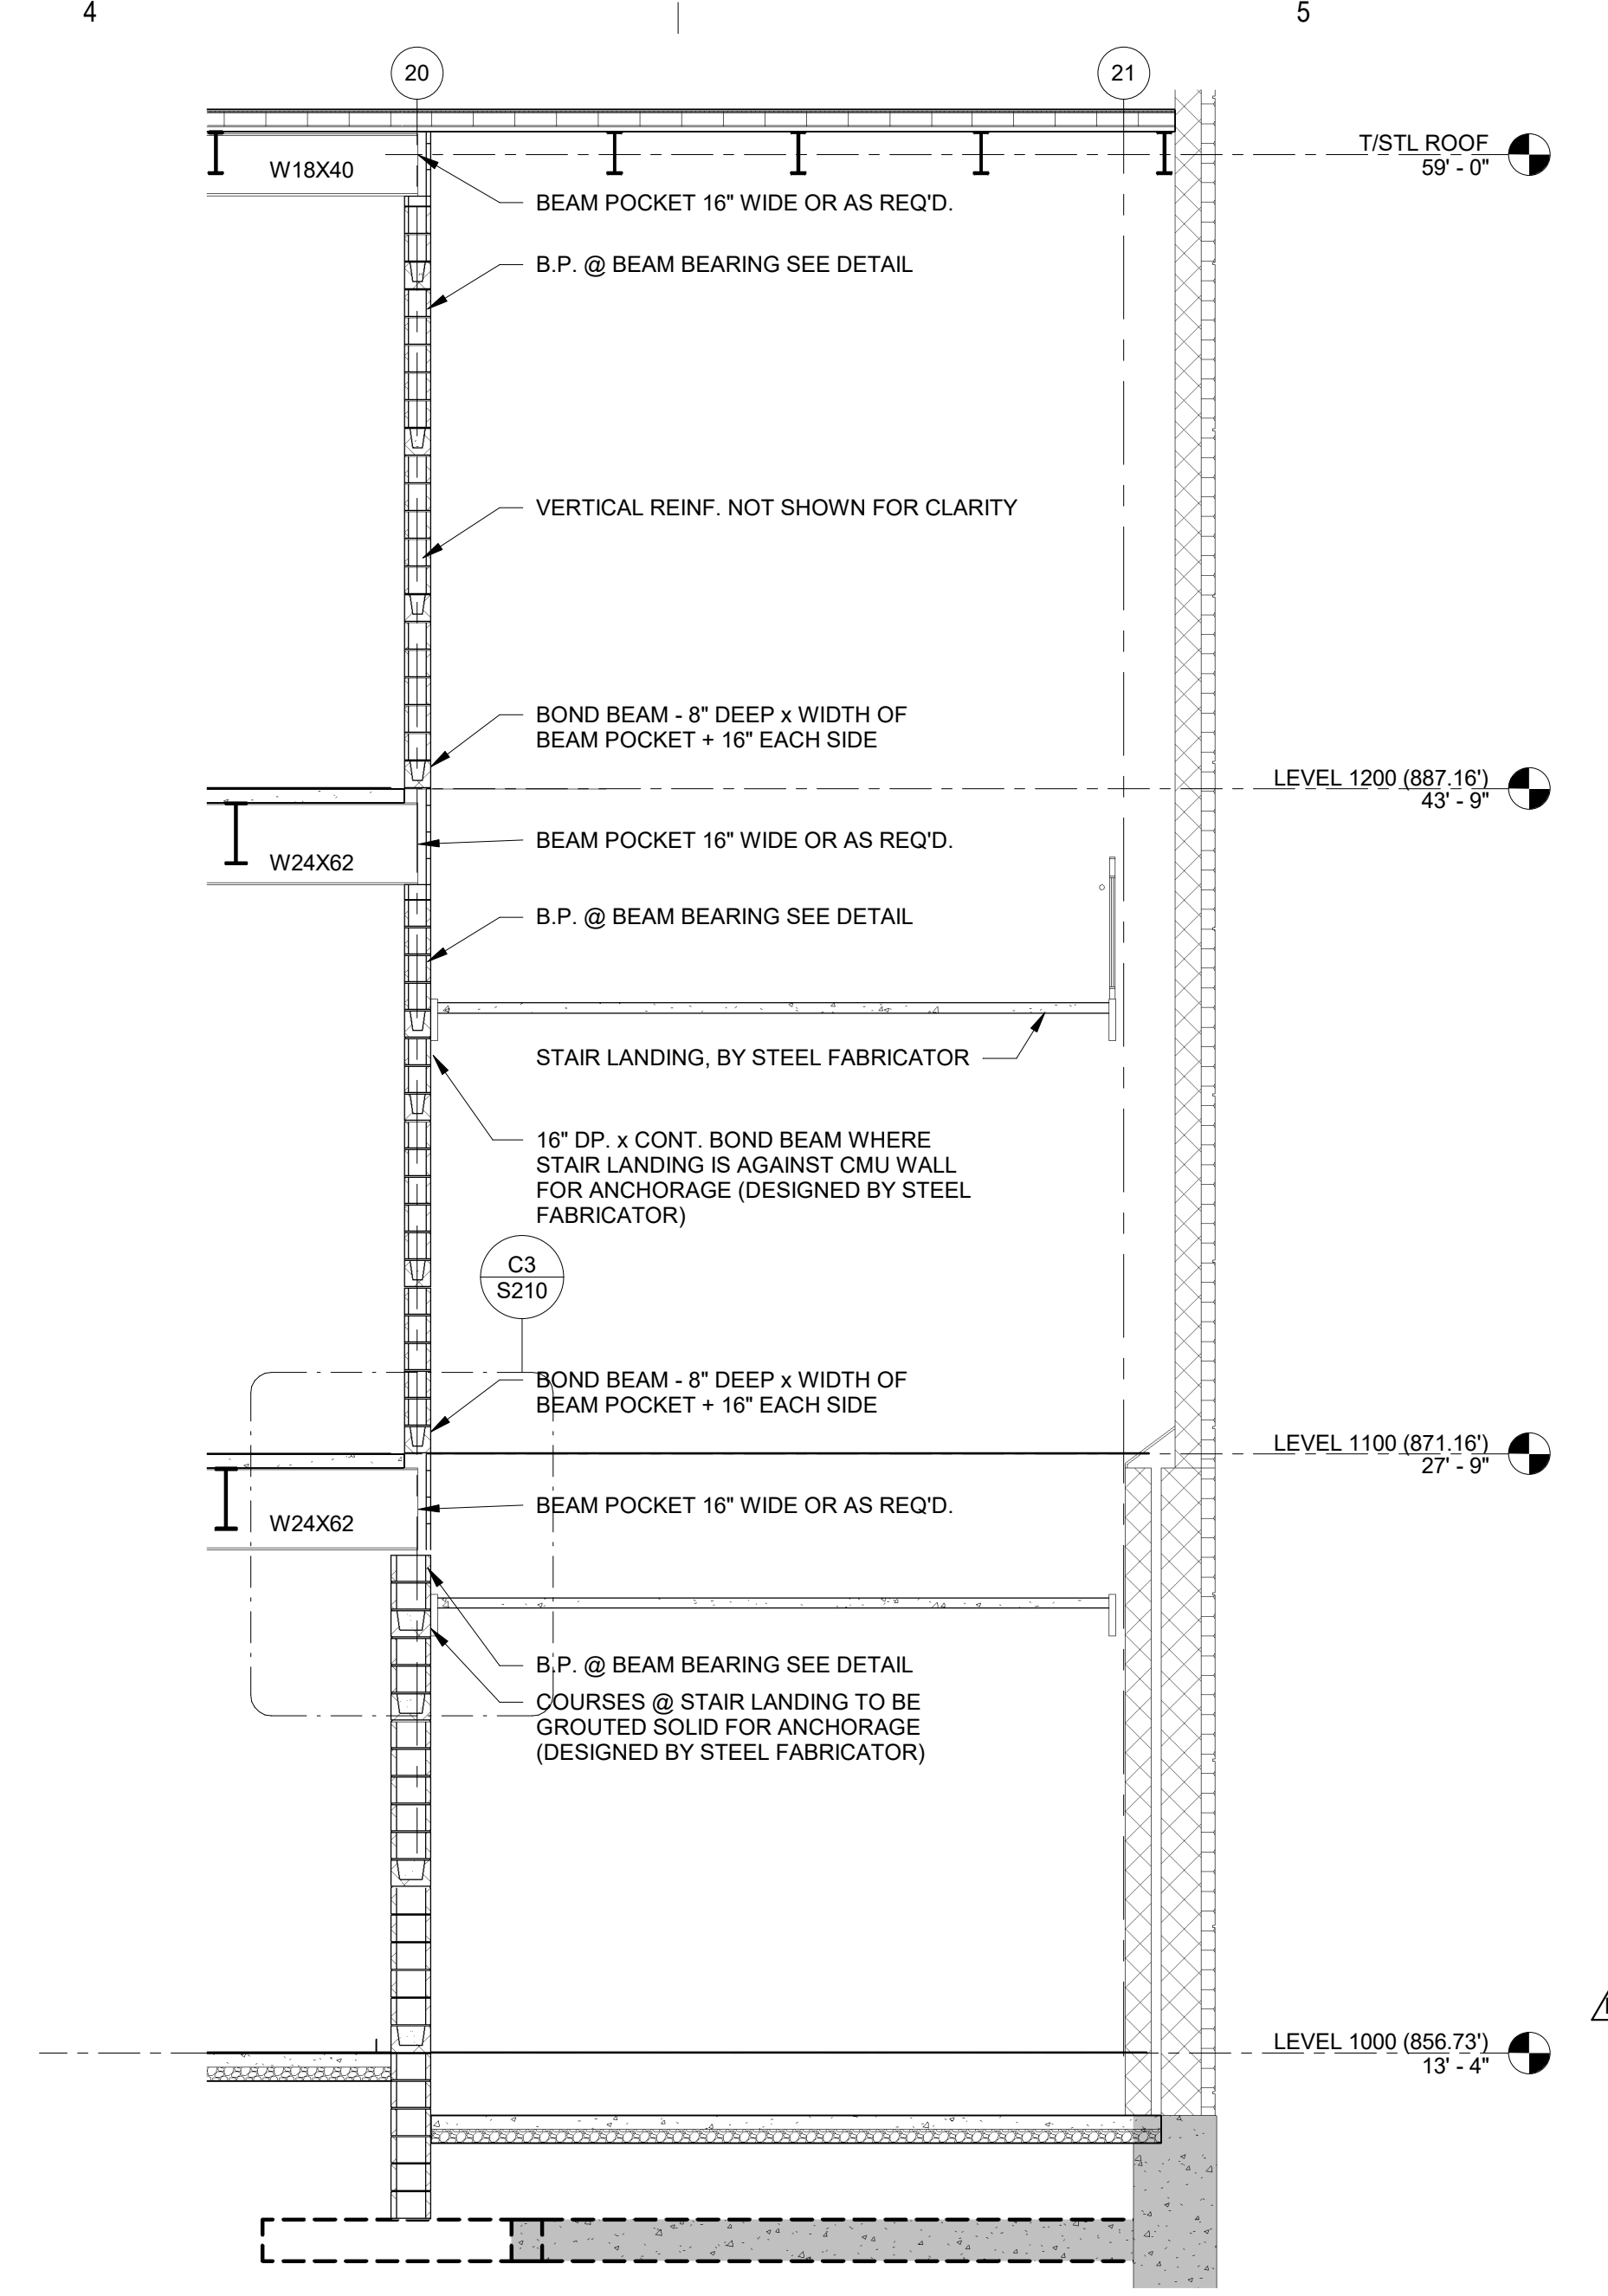 4
5
20
21
T/STL ROOF
59' - 0"
W18X40
BEAM POCKET 16" WIDE OR AS REQ'D.
B.P. @ BEAM BEARING SEE DETAIL
VERTICAL REINF. NOT SHOWN FOR CLARITY
BOND BEAM - 8" DEEP x WIDTH OF
BEAM POCKET + 16" EACH SIDE
LEVEL 1200 (887.16')
43' - 9"
BEAM POCKET 16" WIDE OR AS REQ'D.
W24X62
B.P. @ BEAM BEARING SEE DETAIL
STAIR LANDING, BY STEEL FABRICATOR
16" DP. x CONT. BOND BEAM WHERE
STAIR LANDING IS AGAINST CMU WALL
FOR ANCHORAGE (DESIGNED BY STEEL
FABRICATOR)
C3
S210
BOND BEAM - 8" DEEP x WIDTH OF
BEAM POCKET + 16" EACH SIDE
LEVEL 1100 (871.16')
27' - 9"
BEAM POCKET 16" WIDE OR AS REQ'D.
W24X62
B.P. @ BEAM BEARING SEE DETAIL
COURSES @ STAIR LANDING TO BE
GROUTED SOLID FOR ANCHORAGE
(DESIGNED BY STEEL FABRICATOR)
LEVEL 1000 (856.73')
13' - 4"